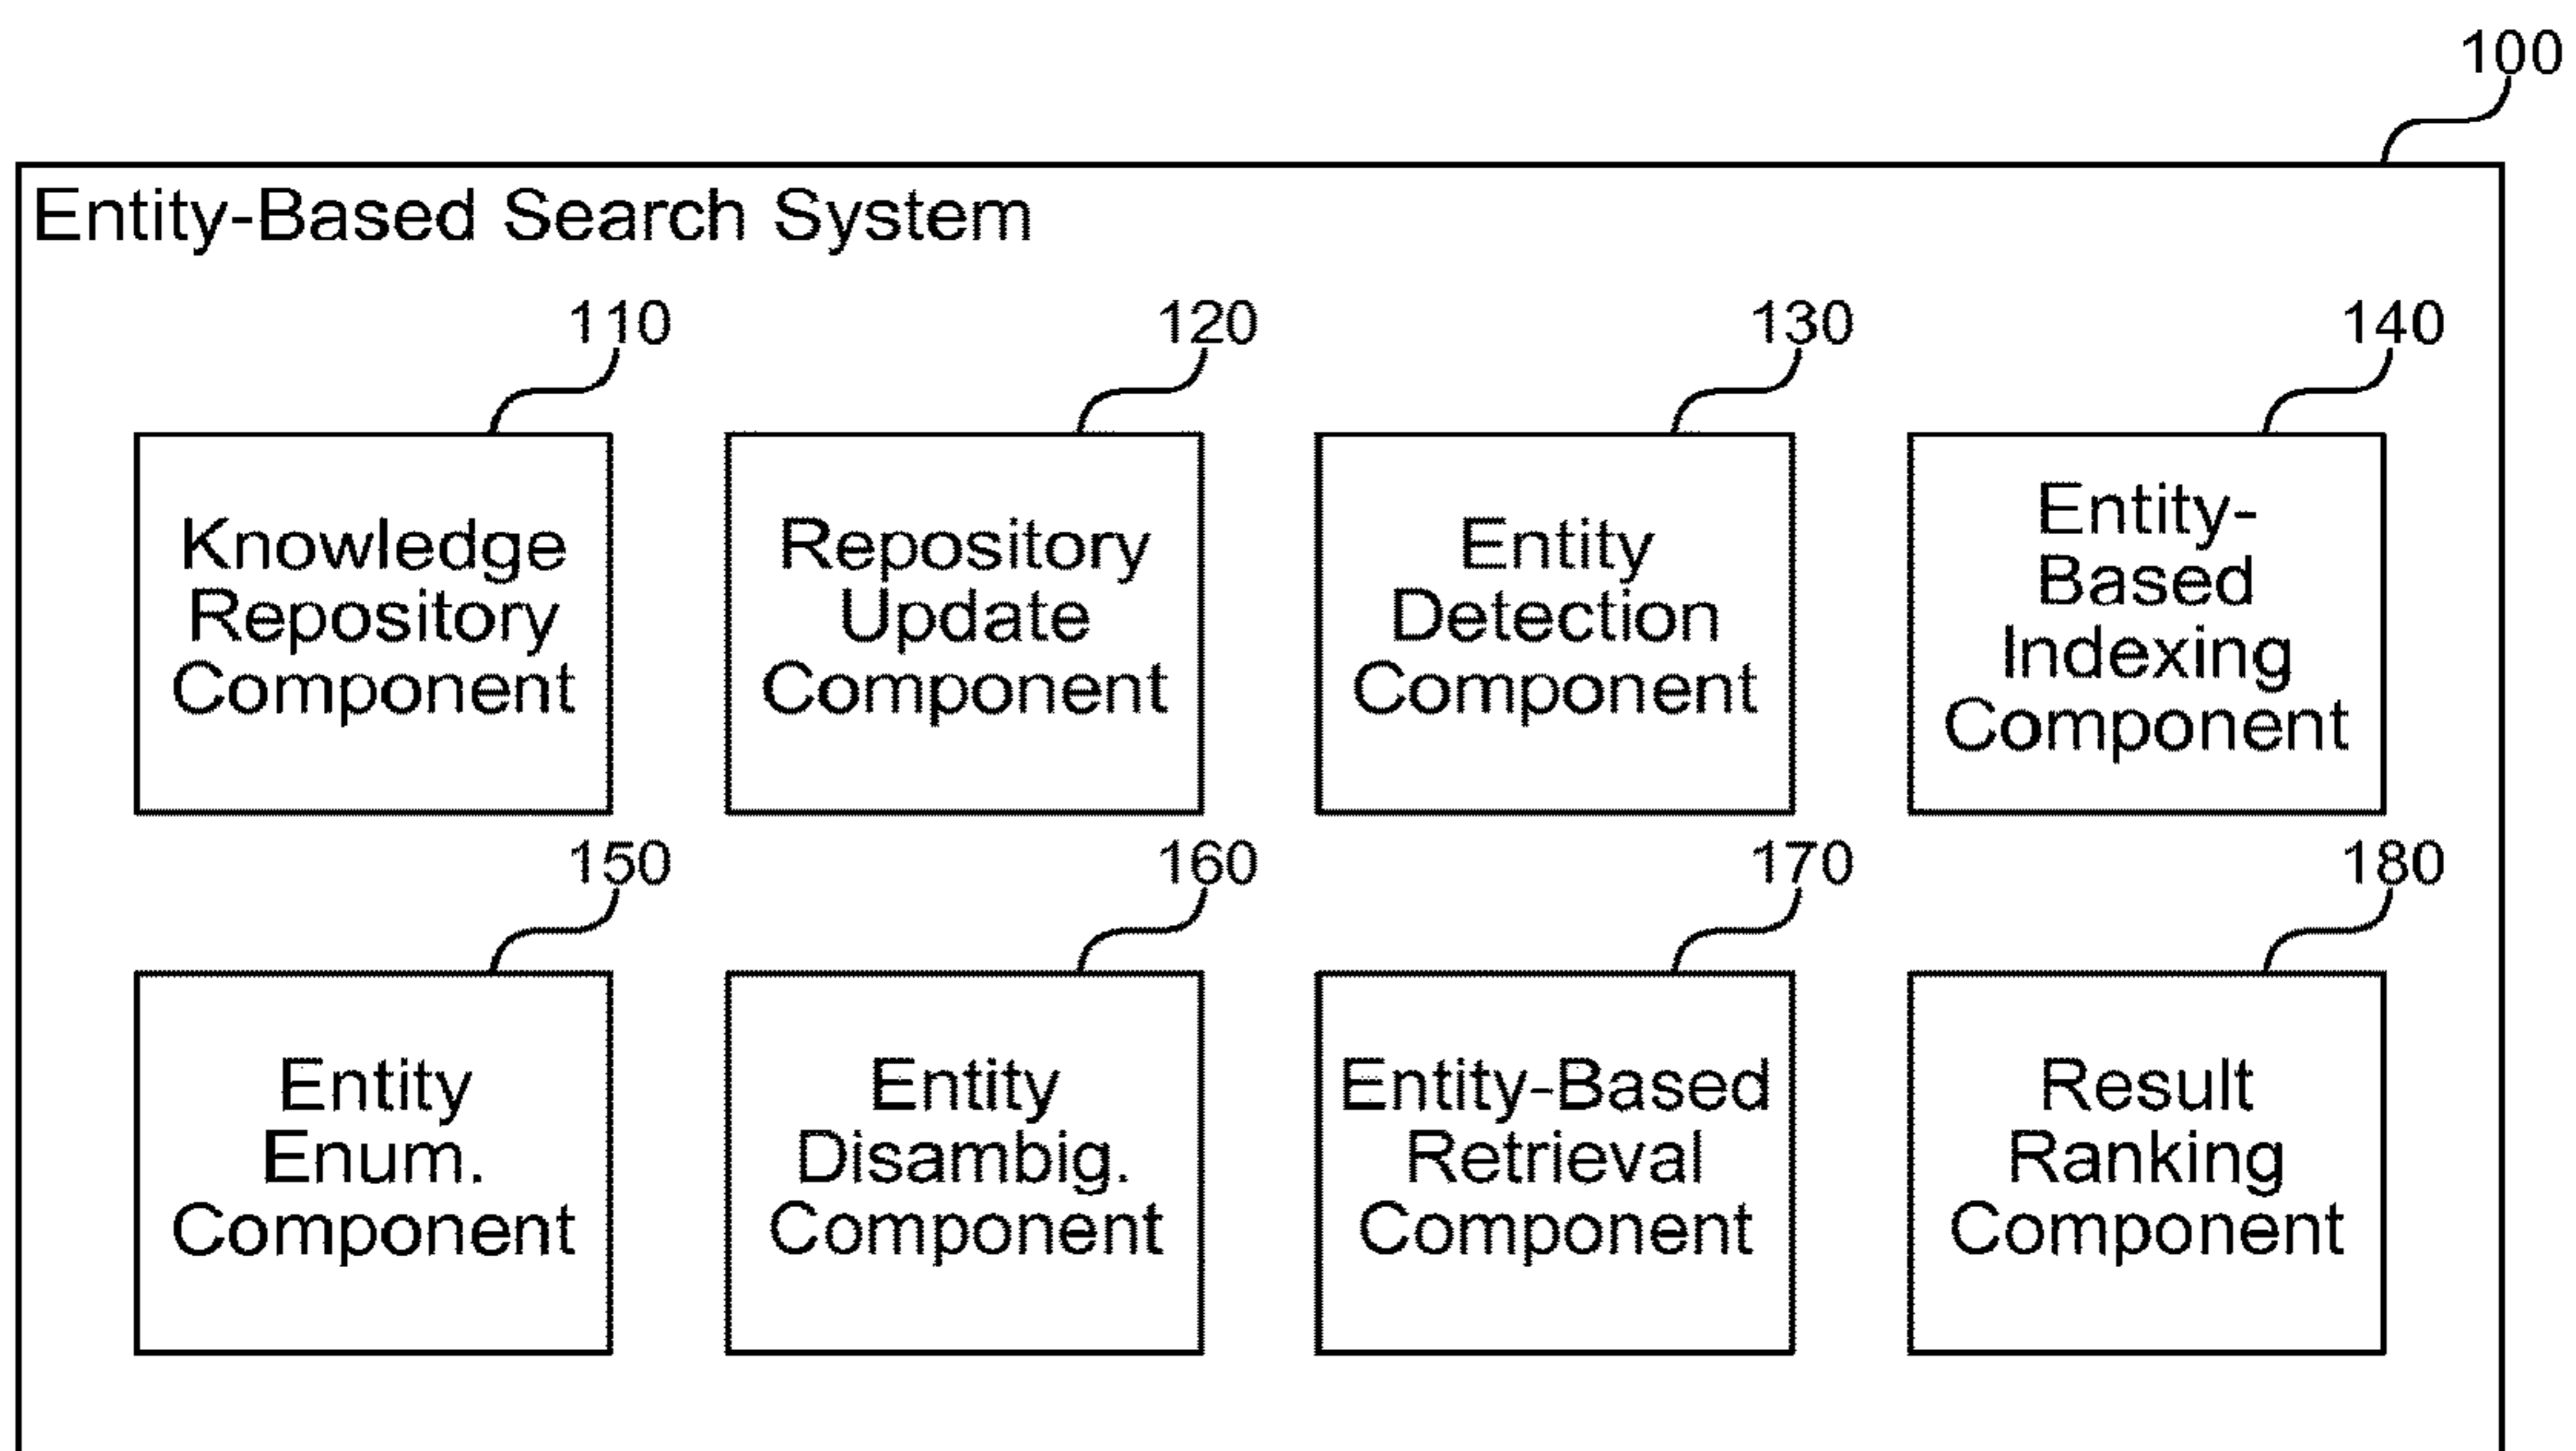 100
Entity-Based Search System
110
120
130
140
Knowledge
Repository
Component
Repository
Update
Component
Entity
Detection
Component
Entity-
Based
Indexing
Component
150
160
170
180
Entity
Enum.
Component
Entity
Disambig.
Component
Entity-Based
Retrieval
Component
Result
Ranking
Component